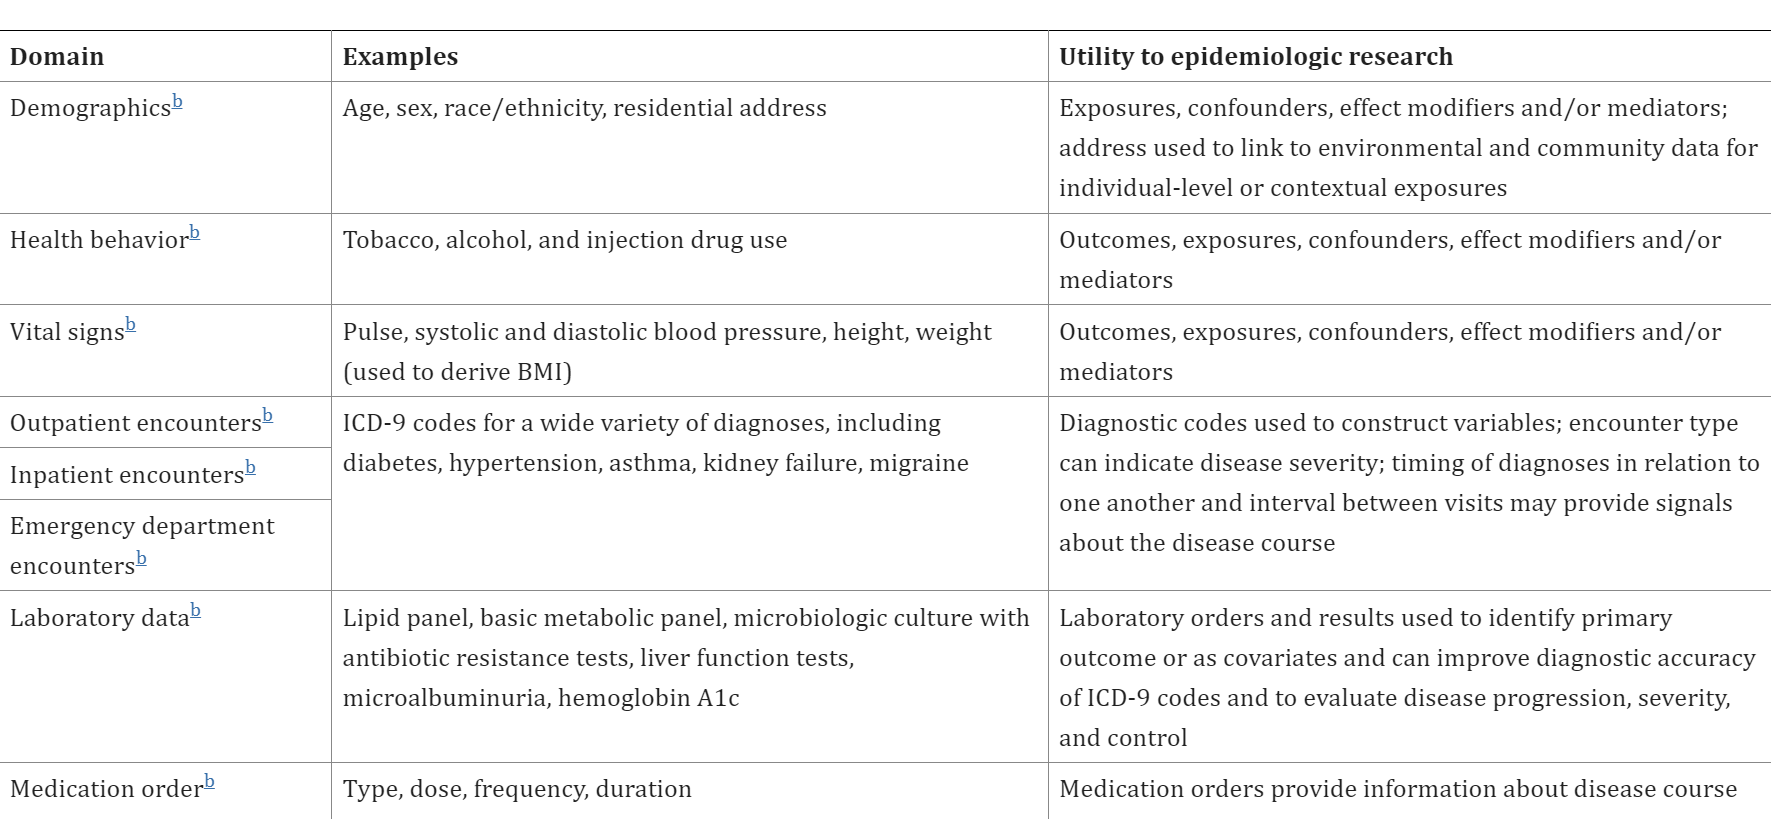 Domain
Examples
Utility to epidemiologic research
Demographicsb
Age, sex, race/ethnicity, residential address
Exposures, confounders, effect modifiers and/or mediators;
address used to link to environmental and community data for
individual-level or contextual exposures
Health behaviorb
Tobacco, alcohol, and injection drug use
Outcomes, exposures, confounders, effect modifiers and/or
mediators
Vital signsb
Pulse, systolic and diastolic blood pressure, height, weight
(used to derive BMI)
Outcomes, exposures, confounders, effect modifiers and/or
mediators
Outpatient encountersb
Inpatient encountersb
Emergency department
encountersb
ICD-9 codes for a wide variety of diagnoses, including
diabetes, hypertension, asthma, kidney failure, migraine
Diagnostic codes used to construct variables; encounter type
can indicate disease severity; timing of diagnoses in relation to
one another and interval between visits may provide signals
about the disease course
Laboratory datab
Lipid panel, basic metabolic panel, microbiologic culture with
antibiotic resistance tests, liver function tests,
microalbuminuria, hemoglobin A1c
Laboratory orders and results used to identify primary
outcome or as covariates and can improve diagnostic accuracy
of ICD-9 codes and to evaluate disease progression, severity,
and control
Medication orderb
Type, dose, frequency, duration
Medication orders provide information about disease course